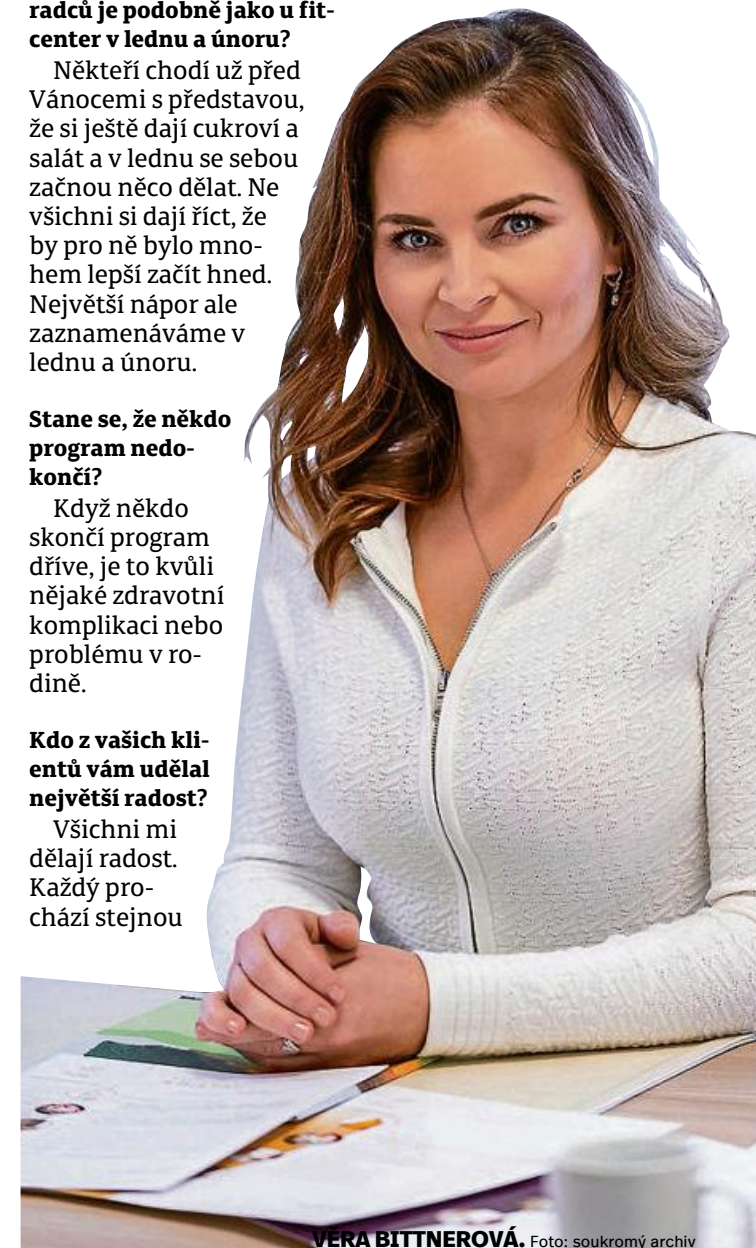 radců je podobně jako u fit-
center v lednu a únoru?
Někteří chodí už před
Vánocemi s představou,
že si ještě dají cukroví a
salát a v lednu se sebou
začnou něco dělat. Ne
všichni si dají říct, že
by pro ně bylo mno-
hem lepší začít hned.
Největší nápor ale
zaznamenáváme v
lednu a únoru.
Stane se, že někdo
program nedo-
končí?
Když někdo
skončí program
dříve, je to kvůli
nějaké zdravotní
komplikaci nebo
problému v ro-
dině.
Kdo z vašich kli-
entů vám udělal
největší radost?
Všichni mi
dělají radost.
Každý pro-
chází stejnou
VĚRA BITTNEROVÁ. Foto: soukromý archiv